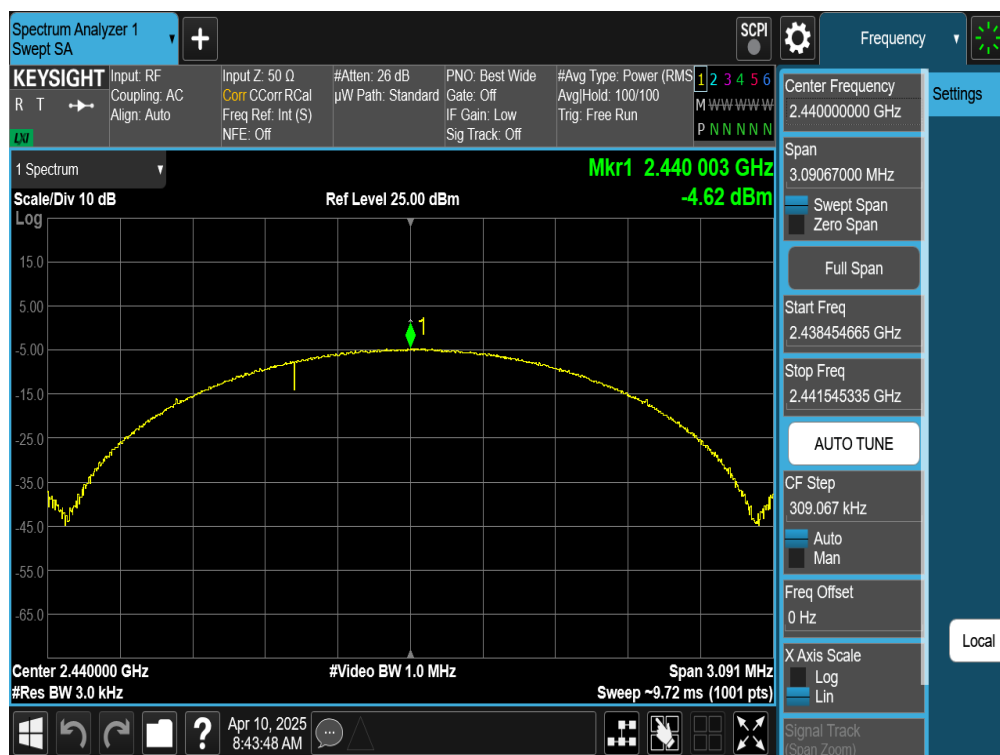 Spectrum Analyzer 1
Swept SA
+
SCPI
Frequency
KEYSIGHT
R T
LXI
Input: RF
Coupling: AC
Align: Auto
Input Z: 50 Ω
Corr CCorr RCal
Freq Ref: Int (S)
NFE: Off
#Atten: 26 dB
µW Path: Standard
PNO: Best Wide
Gate: Off
IF Gain: Low
Sig Track: Off
#Avg Type: Power (RMS
Avg|Hold: 100/100
Trig: Free Run
1 2 3 4 5 6
M W W W W W
P N N N N N
1 Spectrum
Mkr1 2.440 003 GHz
-4.62 dBm
Scale/Div 10 dB
Ref Level 25.00 dBm
Log
15.0
5.00
-5.00
-15.0
-25.0
-35.0
-45.0
-55.0
-65.0
1
Center 2.440000 GHz
#Video BW 1.0 MHz
Span 3.091 MHz
#Res BW 3.0 kHz
Sweep ~9.72 ms (1001 pts)
?
Apr 10, 2025
8:43:48 AM
Center Frequency
2.440000000 GHz
Span
3.09067000 MHz
Swept Span
Zero Span
Full Span
Start Freq
2.438454665 GHz
Stop Freq
2.441545335 GHz
AUTO TUNE
CF Step
309.067 kHz
Auto
Man
Freq Offset
0 Hz
X Axis Scale
Log
Lin
Signal Track
(Span Zoom)
Settings
Local